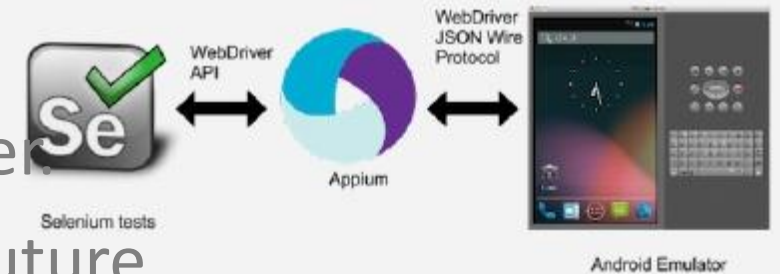 WebDriver
API
WebDriver
JSON Wire
Protocol
Se
er.
Appium
Selenium tests
uture
Android Emulator